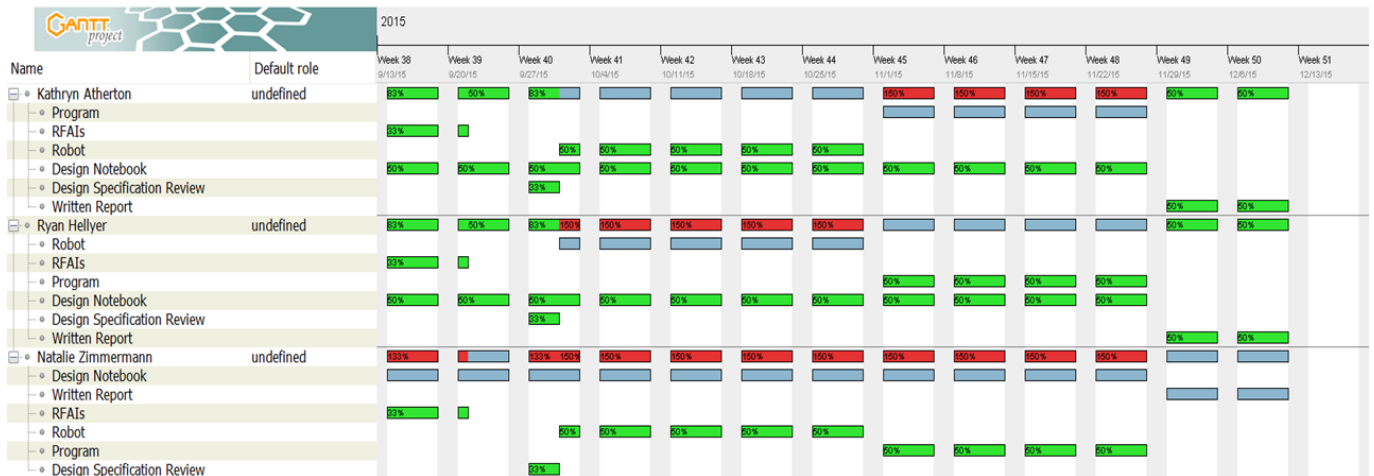 GANTT project
2015
Name Default role
Week 38 Week 39 Week 40 Week 41 Week 42 Week 43 Week 44 Week 45 Week 46 Week 47 Week 48 Week 49 Week 50 Week 51
9/13/15 9/20/15 9/27/15 10/4/15 10/11/15 10/18/15 10/25/15 11/1/15 11/8/15 11/15/15 11/22/15 11/29/15 12/6/15 12/13/15
Kathryn Atherton undefined 83% 50% 83% 150% 150% 150% 150% 50% 50%
Program
RFAIs 33%
Robot 50% 50% 50% 50% 50%
Design Notebook 50% 50% 50% 50% 50% 50% 50% 50% 50% 50% 50%
Design Specification Review 33%
Written Report 50% 50%
Ryan Hellyer undefined 83% 50% 83% 150% 150% 150% 150% 150% 50% 50%
Robot
RFAIs 33%
Program 50% 50% 50% 50%
Design Notebook 50% 50% 50% 50% 50% 50% 50% 50% 50% 50% 50%
Design Specification Review 33%
Written Report 50% 50%
Natalie Zimmermann undefined 133% 133% 150% 150% 150% 150% 150% 150% 150% 150% 150%
Design Notebook
Written Report
RFAIs 33%
Robot 50% 50% 50% 50% 50%
Program 50% 50% 50% 50%
Design Specification Review 33%